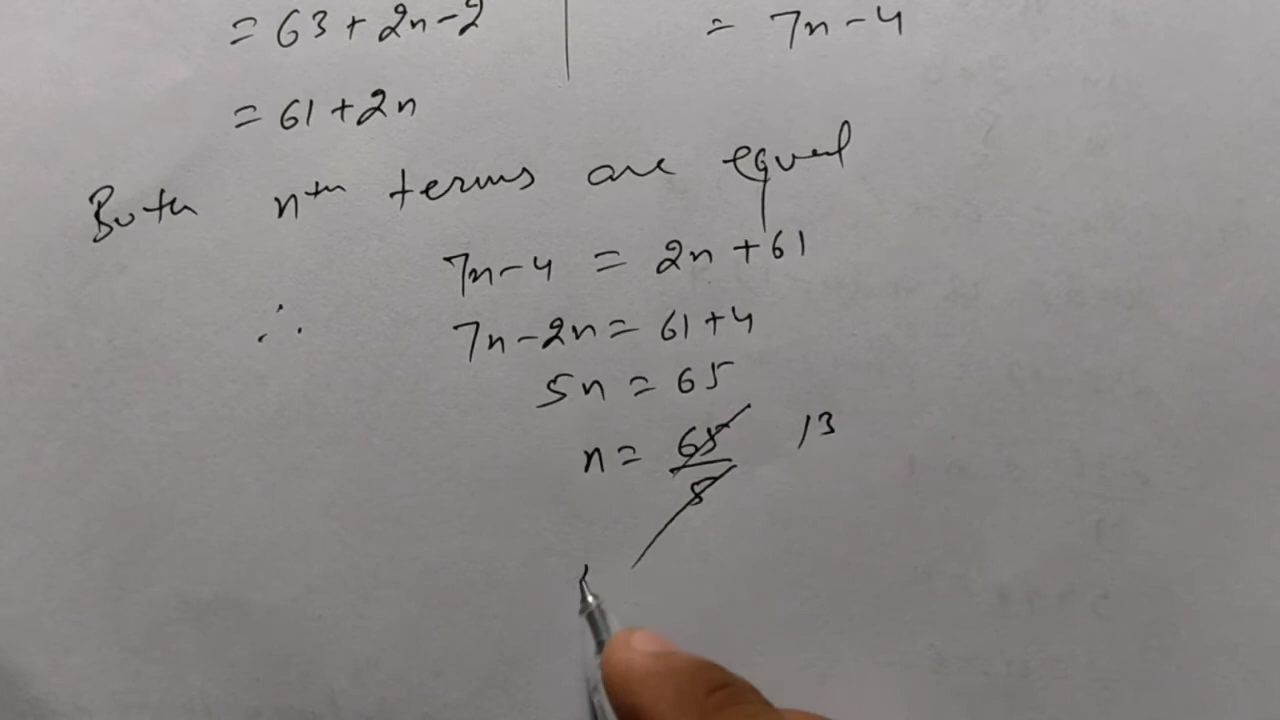 = 63 + 2n - 2
= 7n - 4
= 61 + 2n
Both nth terms are equal
7n - 4 = 2n + 61
∴ 7n - 2n = 61 + 4
5n = 65
n = 65/5 13